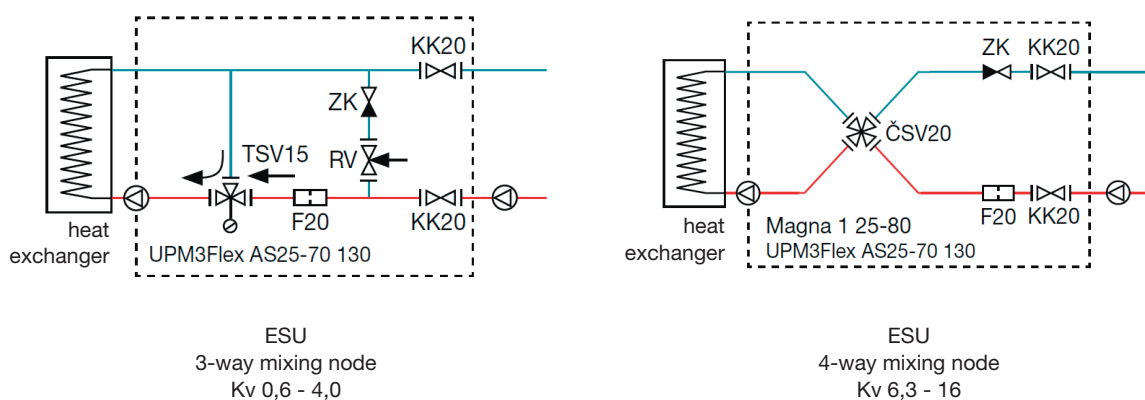 KK20
ZK
TSV15
RV
F20
KK20
heat
exchanger
UPM3Flex AS25-70 130
ESU
3-way mixing node
Kv 0,6 - 4,0
ZK
KK20
ČSV20
F20
KK20
heat
exchanger
Magna 1 25-80
UPM3Flex AS25-70 130
ESU
4-way mixing node
Kv 6,3 - 16